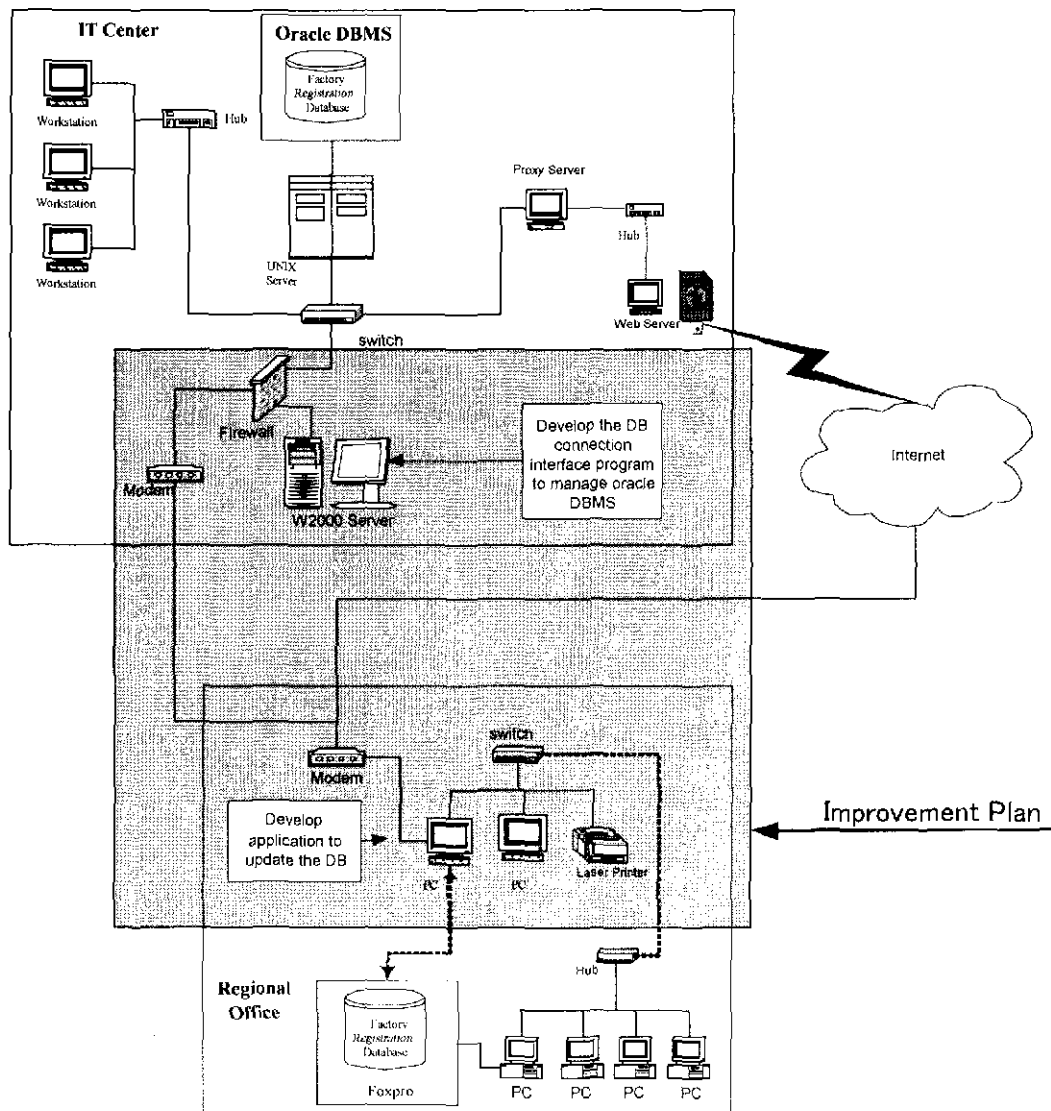 IT Center
Oracle DBMS
Factory
Registration
Database
Workstation
Hub
Workstation
Workstation
UNIX
Server
Proxy Server
Hub
Web Server
switch
Firewall
Modem
W2000 Server
Develop the DB
connection
interface program
to manage oracle
DBMS
Internet
switch
Modem
Develop
application to
update the DB
PC
PC
Laser Printer
Improvement Plan
Hub
Regional
Office
Factory
Registration
Database
Foxpro
PC
PC
PC
PC